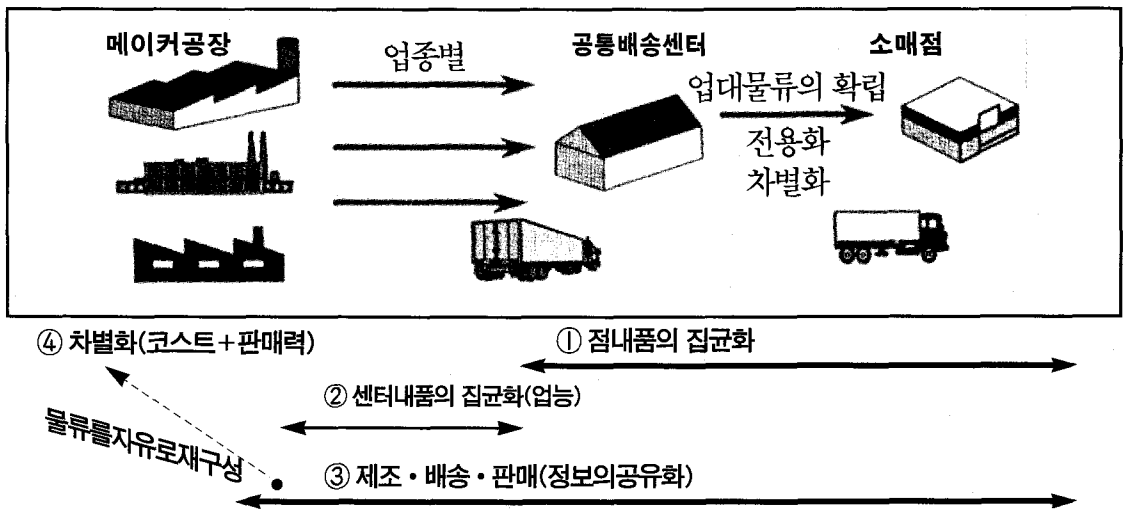 메이커공장
업종별
공통배송센터
소매점
업대물류의 확립
전용화
차별화
④ 차별화(코스트+판매력)
① 점내품의 집균화
② 센터내품의 집균화(업능)
물류를자유로재구성
③ 제조・배송・판매(정보의공유화)